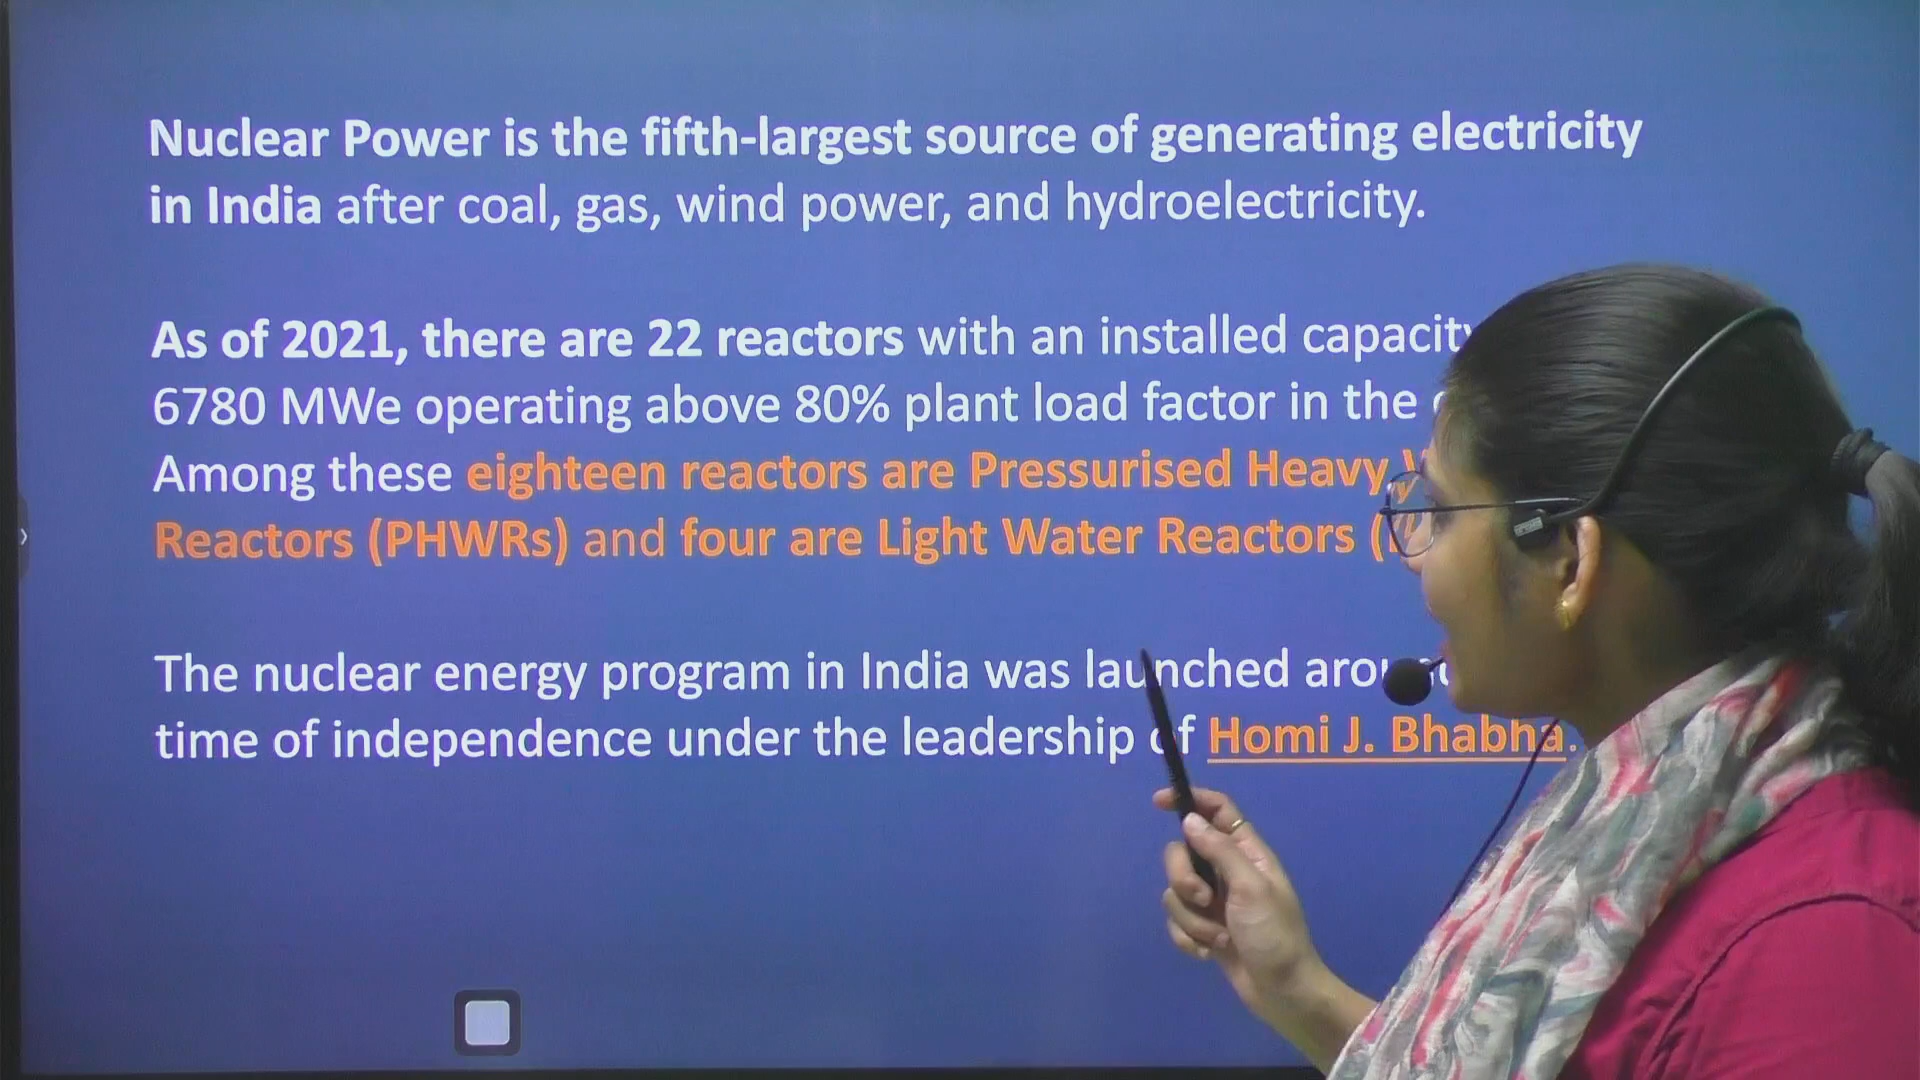 Nuclear Power is the fifth-largest source of generating electricity
in India after coal, gas, wind power, and hydroelectricity.
As of 2021, there are 22 reactors with an installed capacity
6780 MWe operating above 80% plant load factor in the
Among these eighteen reactors are Pressurised Heavy
Reactors (PHWRs) and four are Light Water Reactors
The nuclear energy program in India was launched
time of independence under the leadership of Homi J. Bhabha.